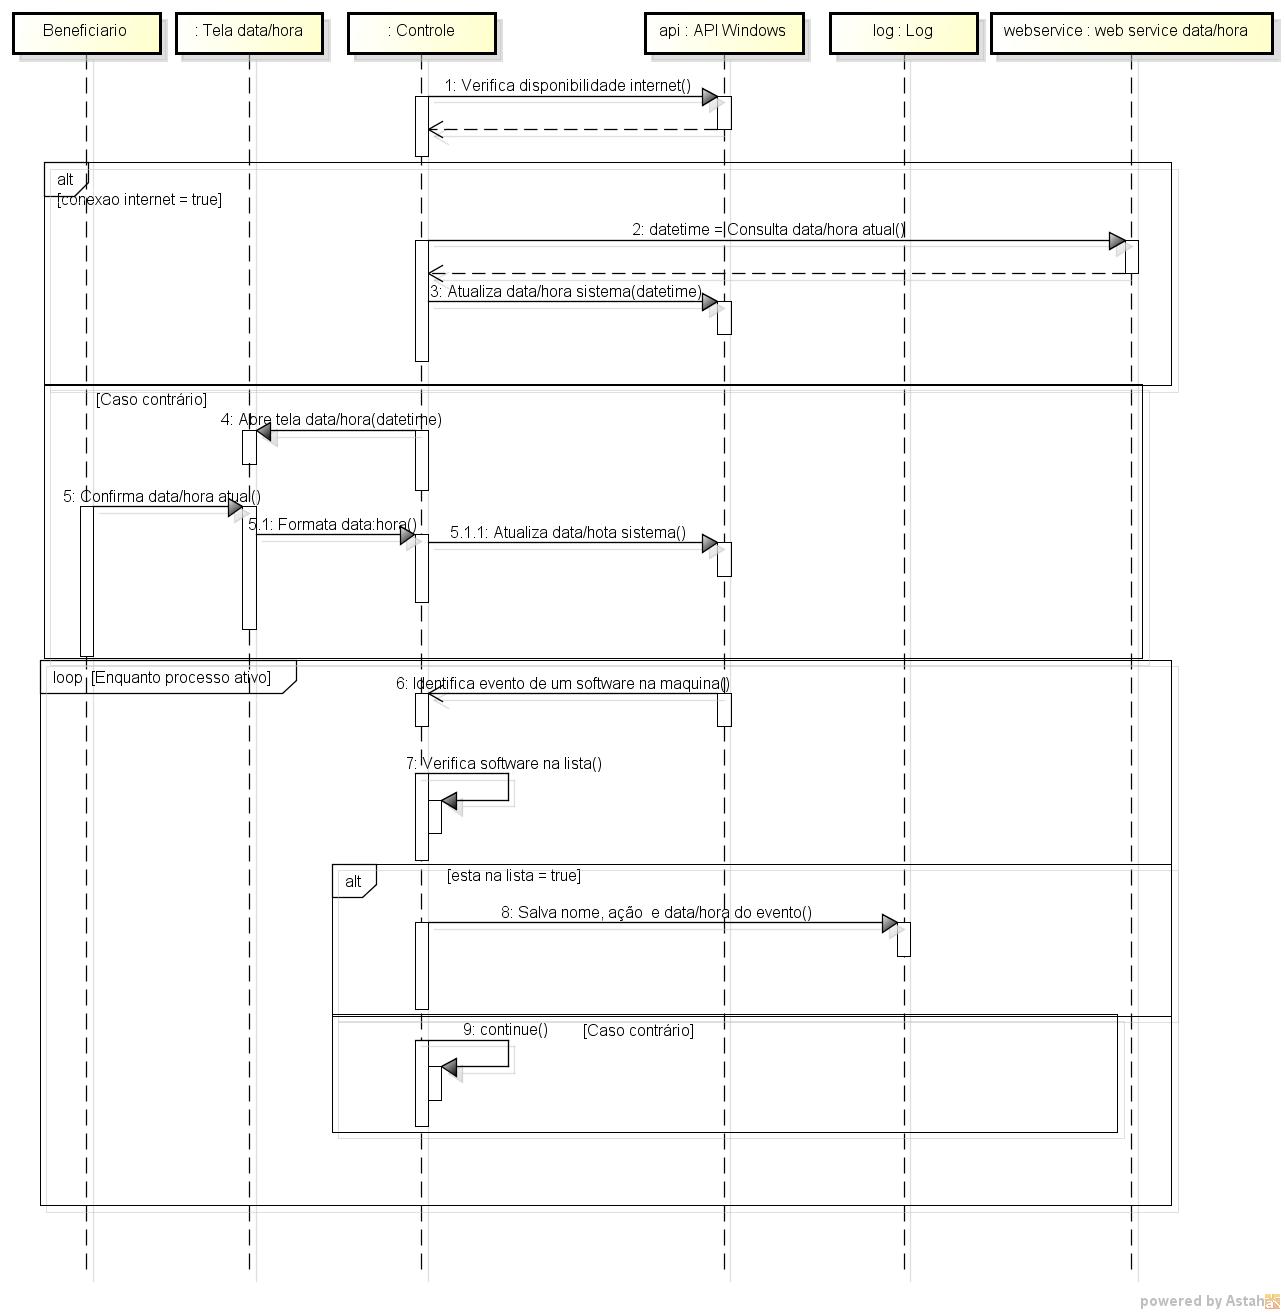 Beneficiario
: Tela data/hora
: Controle
api : API Windows
log : Log
webservice : web service data/hora
1: Verifica disponibilidade internet()
alt
[conexao internet = true]
2: datetime = Consulta data/hora atual()
3: Atualiza data/hora sistema(datetime)
[Caso contrário]
4: Abre tela data/hora(datetime)
5: Confirma data/hora atual()
5.1: Formata data:hora()
5.1.1: Atualiza data/hota sistema()
loop [Enquanto processo ativo]
6: Identifica evento de um software na maquina()
7: Verifica software na lista()
alt
[esta na lista = true]
8: Salva nome, ação e data/hora do evento()
9: continue()
[Caso contrário]
powered by Astah